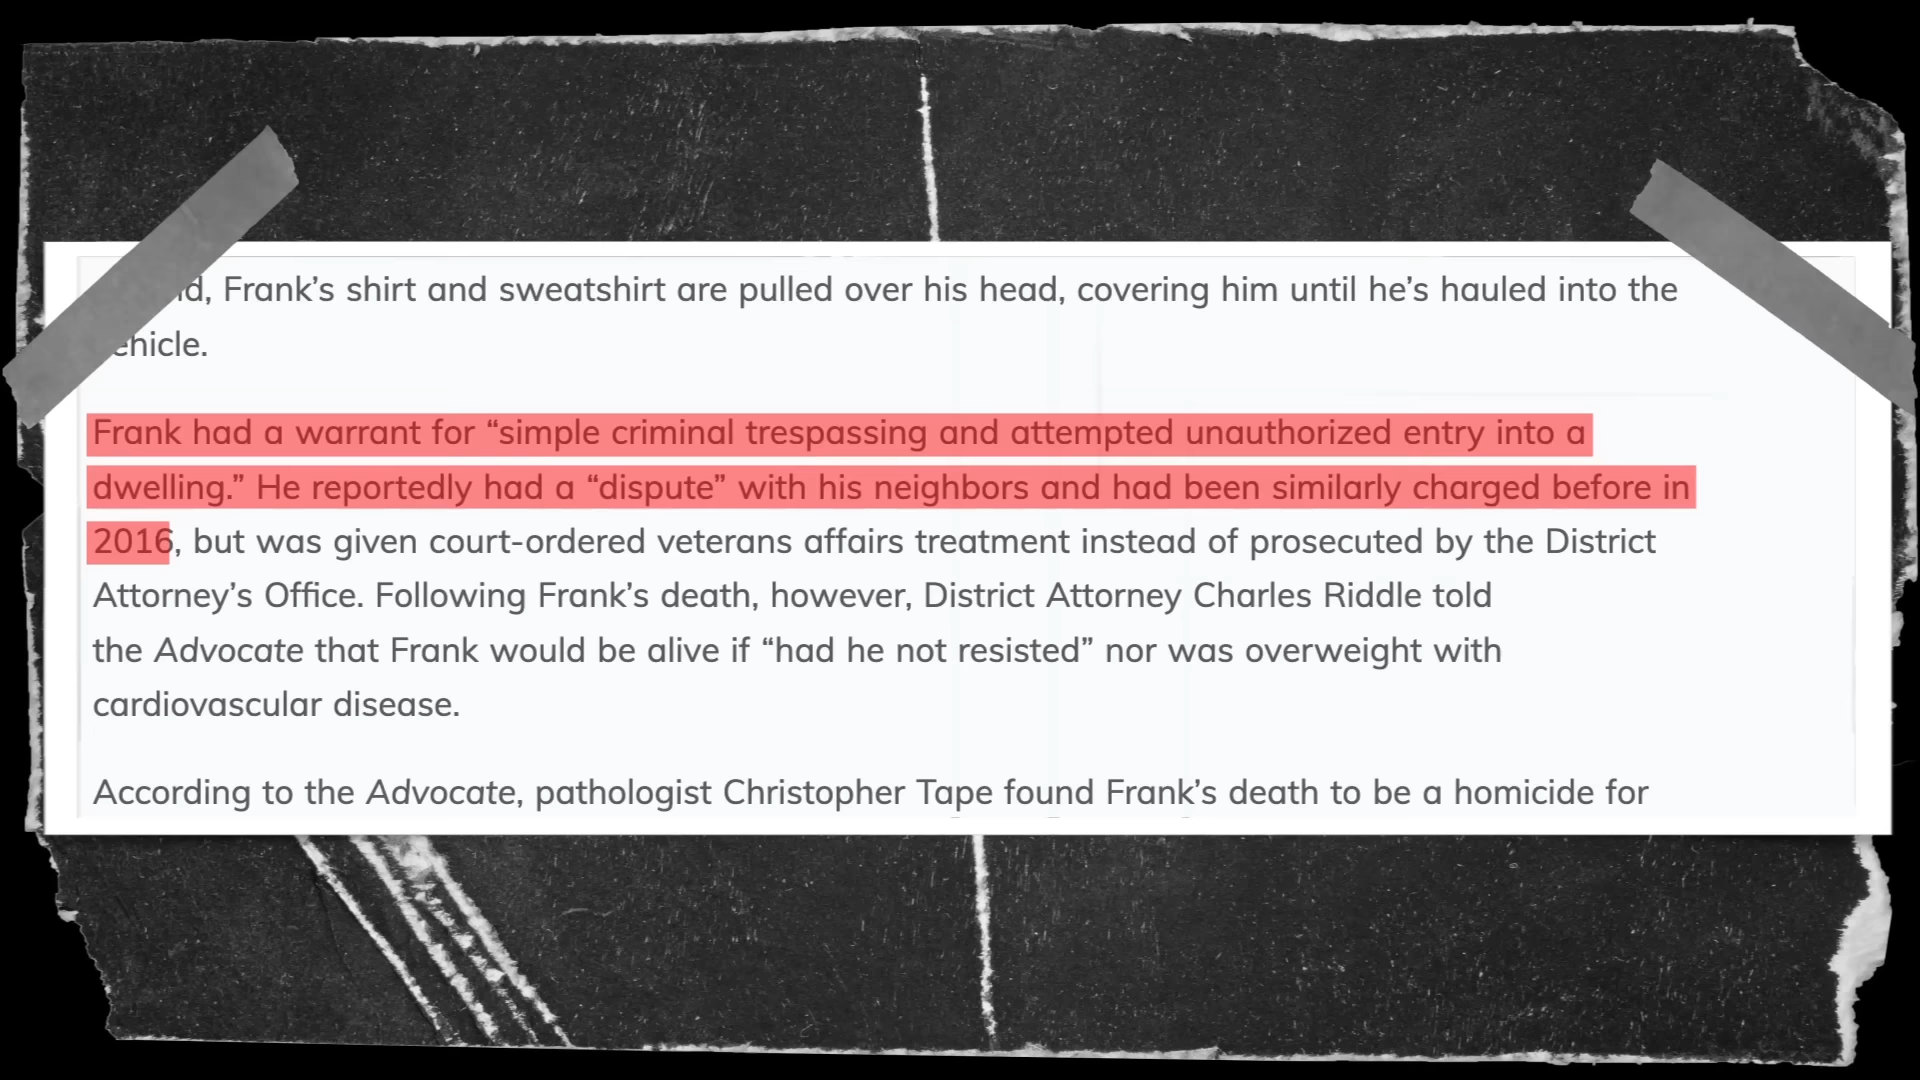 Frank's shirt and sweatshirt are pulled over his head, covering him until he's hauled into the
Frank had a warrant for “simple criminal trespassing and attempted unauthorized entry into a
dwelling.” He reportedly had a “dispute” with his neighbors and had been similarly charged before in
2016, but was given court-ordered veterans affairs treatment instead of prosecuted by the District
Attorney’s Office. Following Frank’s death, however, District Attorney Charles Riddle told
the Advocate that Frank would be alive if “had he not resisted” nor was overweight with
cardiovascular disease.
According to the Advocate, pathologist Christopher Tape found Frank’s death to be a homicide for